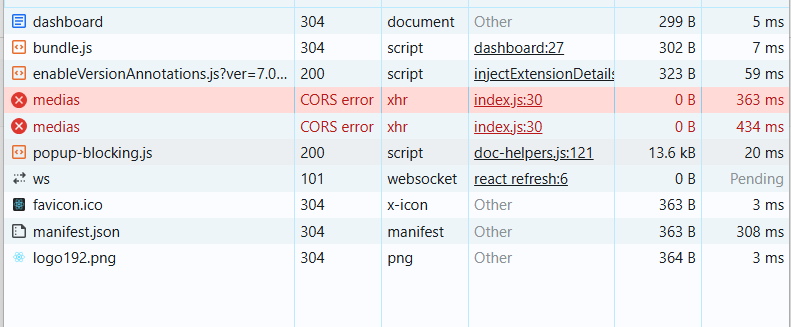 dashboard 304 document Other 299 B 5 ms
bundle.js 304 script dashboard:27 302 B 7 ms
enableVersionAnnotations.js?ver=7.0... 200 script injectExtensionDetails 323 B 59 ms
medias CORS error xhr index.js:30 0 B 363 ms
medias CORS error xhr index.js:30 0 B 434 ms
popup-blocking.js 200 script doc-helpers.js:121 13.6 kB 20 ms
ws 101 websocket react refresh:6 0 B Pending
favicon.ico 304 x-icon Other 363 B 3 ms
manifest.json 304 manifest Other 363 B 308 ms
logo192.png 304 png Other 364 B 3 ms